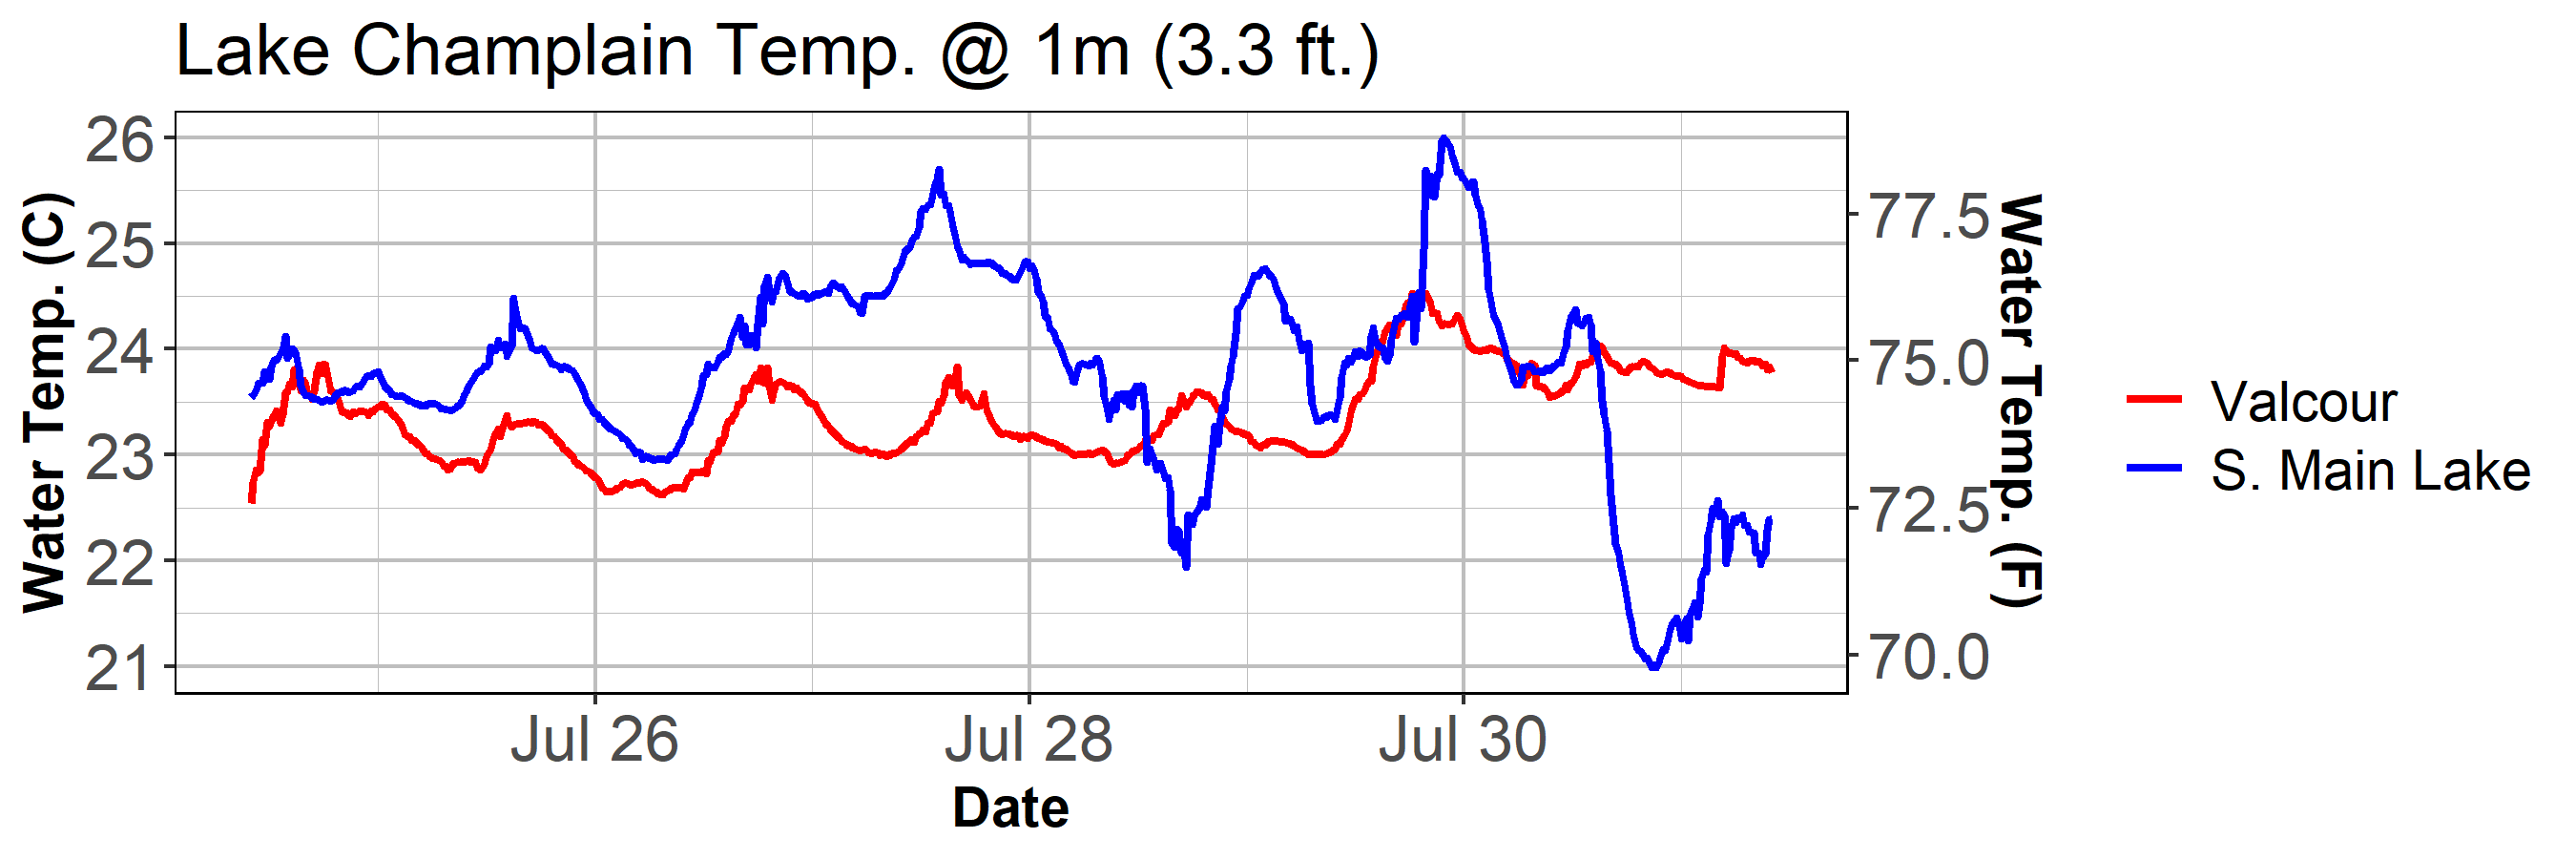 Lake Champlain Temp. @ 1m (3.3 ft.)
Water Temp. (C)
26
25
24
23
22
21
77.5
75.0
72.5
70.0
Water Temp. (F)
Jul 26
Jul 28
Jul 30
Date
Valcour
S. Main Lake